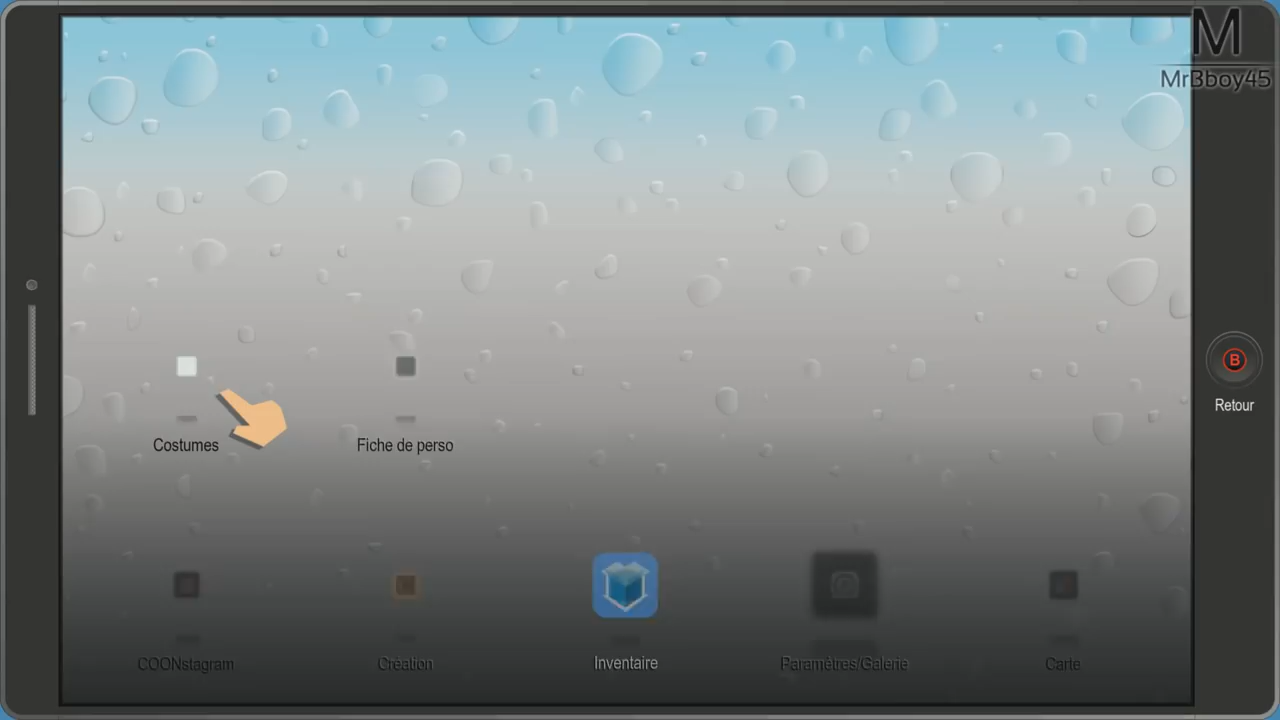 M
MrBboy45
B
Retour
Costumes
Fiche de perso
COONstagram
Création
Inventaire
Paramètres/Galerie
Carte